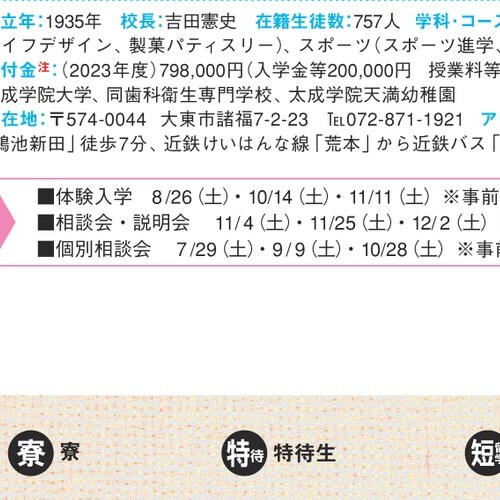 立年：1935年　校長：吉田憲史　在籍生徒数：757人　学科・コース
イフデザイン、製菓パティスリー）、スポーツ（スポーツ進学、
付金注：（2023年度）798,000円（入学金等200,000円　授業料等
成学院大学、同歯科衛生専門学校、太成学院天満幼稚園
在地：〒574-0044　大東市諸福7-2-23　℡072-871-1921　ア
鴻池新田」徒歩7分、近鉄けいはんな線「荒本」から近鉄バス「
■体験入学　8/26（土）・10/14（土）・11/11（土）　※事前
■相談会・説明会　11/4（土）・11/25（土）・12/2（土）
■個別相談会　7/29（土）・9/9（土）・10/28（土）　※事前
寮 寮　特待 特待生　短